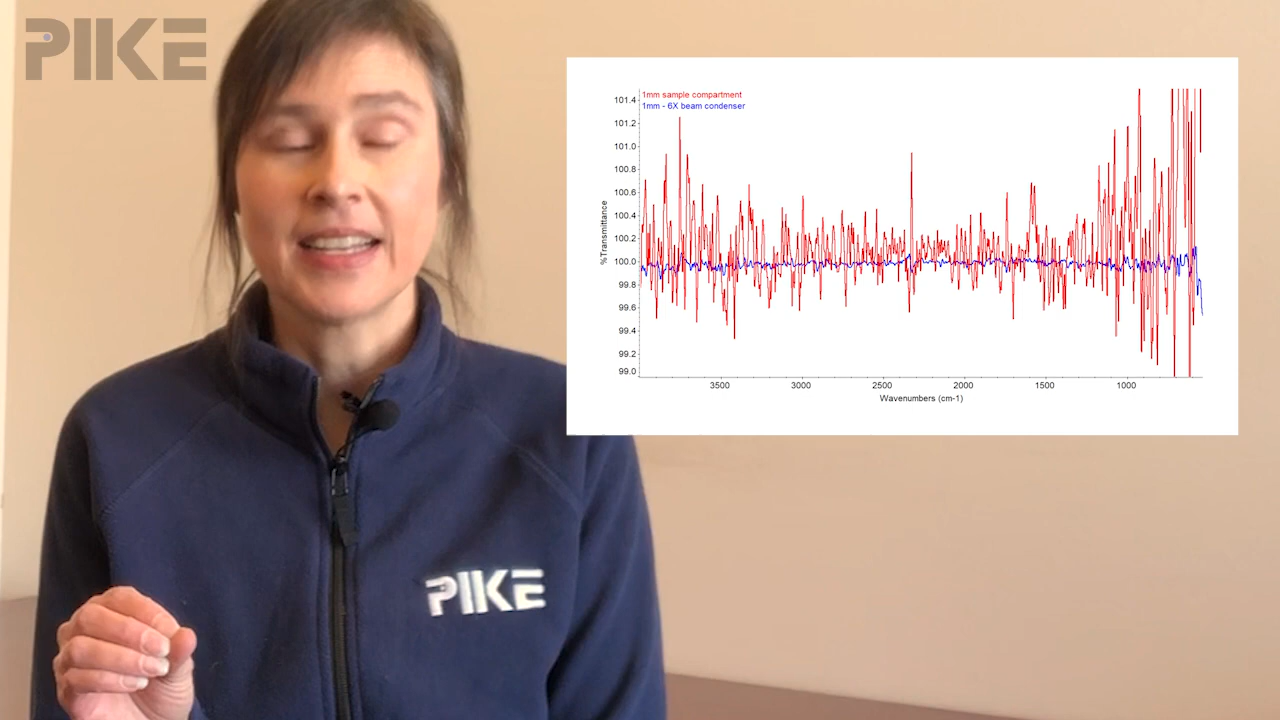 PIKE
1mm sample compartment
1mm - 6X beam condenser
101.4
101.2
101.0
100.8
100.6
100.4
100.2
100.0
99.8
99.6
99.4
99.2
99.0
%Transmittance
3500 3000 2500 2000 1500 1000
Wavenumbers (cm-1)
PIKE